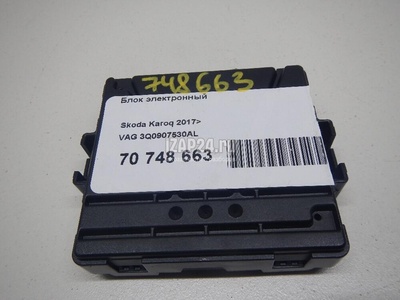 748663
Блок электронный
Skoda Karoq 2017>
VAG 3Q0907530AL
IZAP24.ru
70 748 663